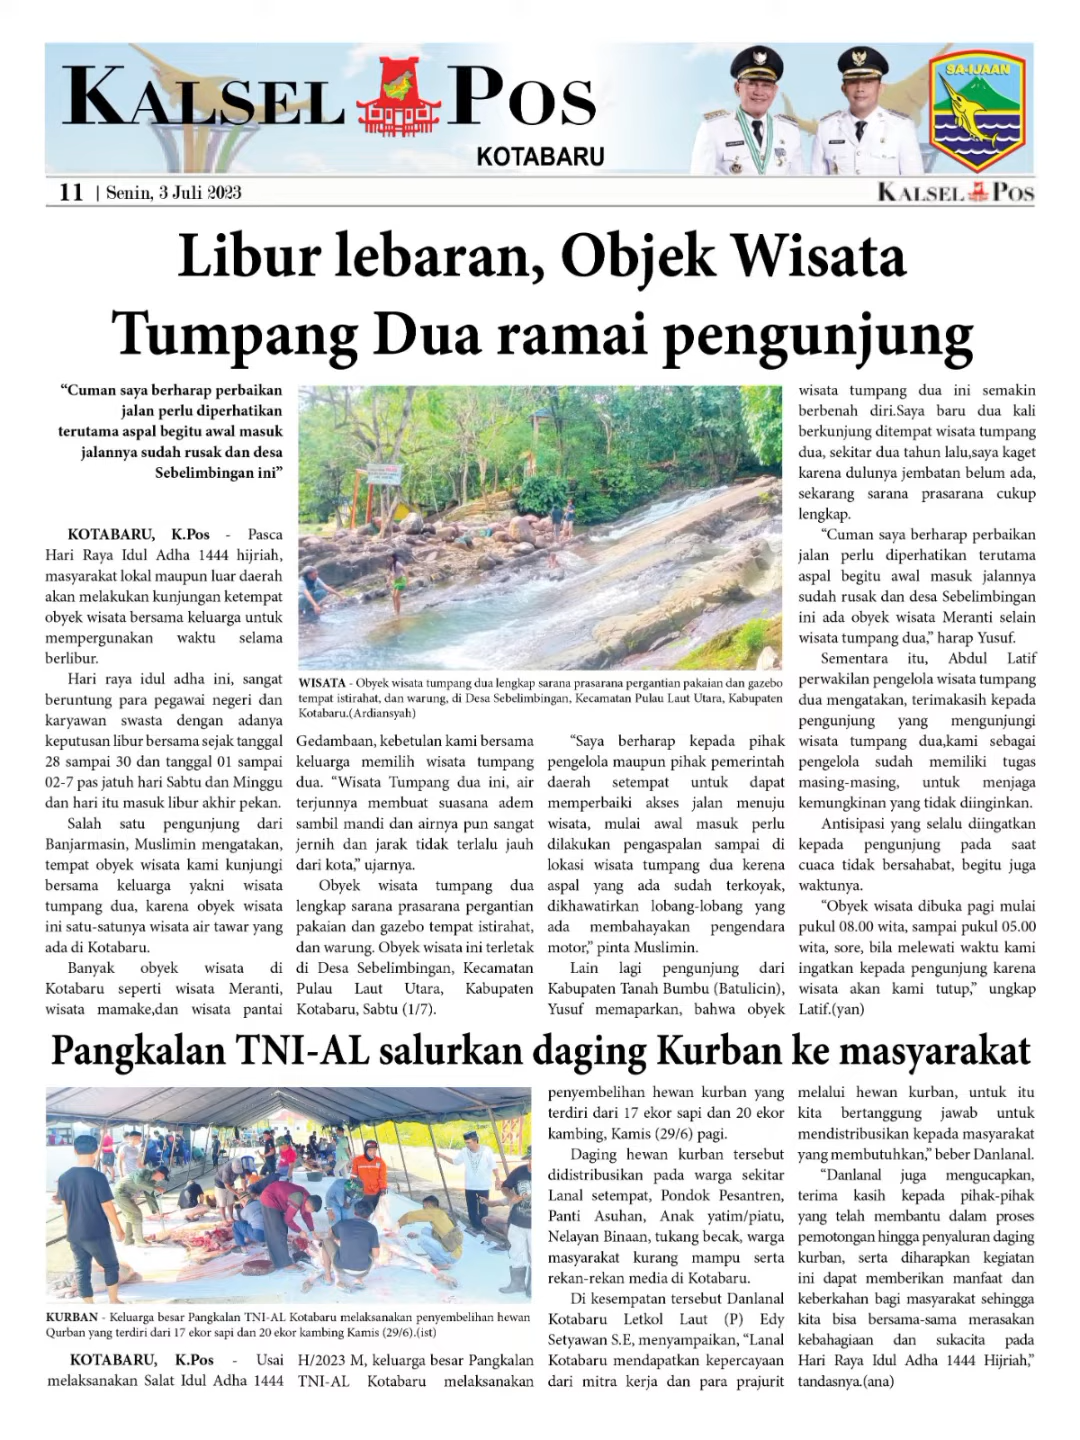 KALSEL POS
KOTABARU
SA-IJAAN
11 | Senin, 3 Juli 2023
KALSEL POS
Libur lebaran, Objek Wisata
Tumpang Dua ramai pengunjung
“Cuman saya berharap perbaikan
jalan perlu diperhatikan
terutama aspal begitu awal masuk
jalannya sudah rusak dan desa
Sebelimbingan ini”
KOTABARU, K.Pos - Pasca
Hari Raya Idul Adha 1444 hijriah,
masyarakat lokal maupun luar daerah
akan melakukan kunjungan ketempat
obyek wisata bersama keluarga untuk
mempergunakan waktu selama
berlibur.
Hari raya idul adha ini, sangat
beruntung para pegawai negeri dan
karyawan swasta dengan adanya
keputusan libur bersama sejak tanggal
28 sampai 30 dan tanggal 01 sampai
02-7 pas jatuh hari Sabtu dan Minggu
dan hari itu masuk libur akhir pekan.
Salah satu pengunjung dari
Banjarmasin, Muslimin mengatakan,
tempat obyek wisata kami kunjungi
bersama keluarga yakni wisata
tumpang dua, karena obyek wisata
ini satu-satunya wisata air tawar yang
ada di Kotabaru.
Banyak obyek wisata di
Kotabaru seperti wisata Meranti,
wisata mamake,dan wisata pantai
WISATA - Obyek wisata tumpang dua lengkap sarana prasarana pergantian pakaian dan gazebo
tempat istirahat, dan warung, di Desa Sebelimbingan, Kecamatan Pulau Laut Utara, Kabupaten
Kotabaru.(Ardiansyah)
Gedambaan, kebetulan kami bersama
keluarga memilih wisata tumpang
dua. “Wisata Tumpang dua ini, air
terjunnya membuat suasana adem
sambil mandi dan airnya pun sangat
jernih dan jarak tidak terlalu jauh
dari kota,” ujarnya.
Obyek wisata tumpang dua
lengkap sarana prasarana pergantian
pakaian dan gazebo tempat istirahat,
dan warung. Obyek wisata ini terletak
di Desa Sebelimbingan, Kecamatan
Pulau Laut Utara, Kabupaten
Kotabaru, Sabtu (1/7).
“Saya berharap kepada pihak
pengelola maupun pihak pemerintah
daerah setempat untuk dapat
memperbaiki akses jalan menuju
wisata, mulai awal masuk perlu
dilakukan pengaspalan sampai di
lokasi wisata tumpang dua kerena
aspal yang ada sudah terkoyak,
dikhawatirkan lobang-lobang yang
ada membahayakan pengendara
motor,” pinta Muslimin.
Lain lagi pengunjung dari
Kabupaten Tanah Bumbu (Batulicin),
Yusuf memaparkan, bahwa obyek
wisata tumpang dua ini semakin
berbenah diri.Saya baru dua kali
berkunjung ditempat wisata tumpang
dua, sekitar dua tahun lalu,saya kaget
karena dulunya jembatan belum ada,
sekarang sarana prasarana cukup
lengkap.
“Cuman saya berharap perbaikan
jalan perlu diperhatikan terutama
aspal begitu awal masuk jalannya
sudah rusak dan desa Sebelimbingan
ini ada obyek wisata Meranti selain
wisata tumpang dua,” harap Yusuf.
Sementara itu, Abdul Latif
perwakilan pengelola wisata tumpang
dua mengatakan, terimakasih kepada
pengunjung yang mengunjungi
wisata tumpang dua,kami sebagai
pengelola sudah memiliki tugas
masing-masing, untuk menjaga
kemungkinan yang tidak diinginkan.
Antisipasi yang selalu diingatkan
kepada pengunjung pada saat
cuaca tidak bersahabat, begitu juga
waktunya.
“Obyek wisata dibuka pagi mulai
pukul 08.00 wita, sampai pukul 05.00
wita, sore, bila melewati waktu kami
ingatkan kepada pengunjung karena
wisata akan kami tutup,” ungkap
Latif.(yan)
Pangkalan TNI-AL salurkan daging Kurban ke masyarakat
KURBAN - Keluarga besar Pangkalan TNI-AL Kotabaru melaksanakan penyembelihan hewan
Qurban yang terdiri dari 17 ekor sapi dan 20 ekor kambing Kamis (29/6).(ist)
KOTABARU, K.Pos - Usai
melaksanakan Salat Idul Adha 1444
H/2023 M, keluarga besar Pangkalan
TNI-AL Kotabaru melaksanakan
penyembelihan hewan kurban yang
terdiri dari 17 ekor sapi dan 20 ekor
kambing, Kamis (29/6) pagi.
Daging hewan kurban tersebut
didistribusikan pada warga sekitar
Lanal setempat, Pondok Pesantren,
Panti Asuhan, Anak yatim/piatu,
Nelayan Binaan, tukang becak, warga
masyarakat kurang mampu serta
rekan-rekan media di Kotabaru.
Di kesempatan tersebut Danlanal
Kotabaru Letkol Laut (P) Edy
Setyawan S.E, menyampaikan, “Lanal
Kotabaru mendapatkan kepercayaan
dari mitra kerja dan para prajurit
melalui hewan kurban, untuk itu
kita bertanggung jawab untuk
mendistribusikan kepada masyarakat
yang membutuhkan,” beber Danlanal.
“Danlanal juga mengucapkan,
terima kasih kepada pihak-pihak
yang telah membantu dalam proses
pemotongan hingga penyaluran daging
kurban, serta diharapkan kegiatan
ini dapat memberikan manfaat dan
keberkahan bagi masyarakat sehingga
kita bisa bersama-sama merasakan
kebahagiaan dan sukacita pada
Hari Raya Idul Adha 1444 Hijriah,”
tandasnya.(ana)